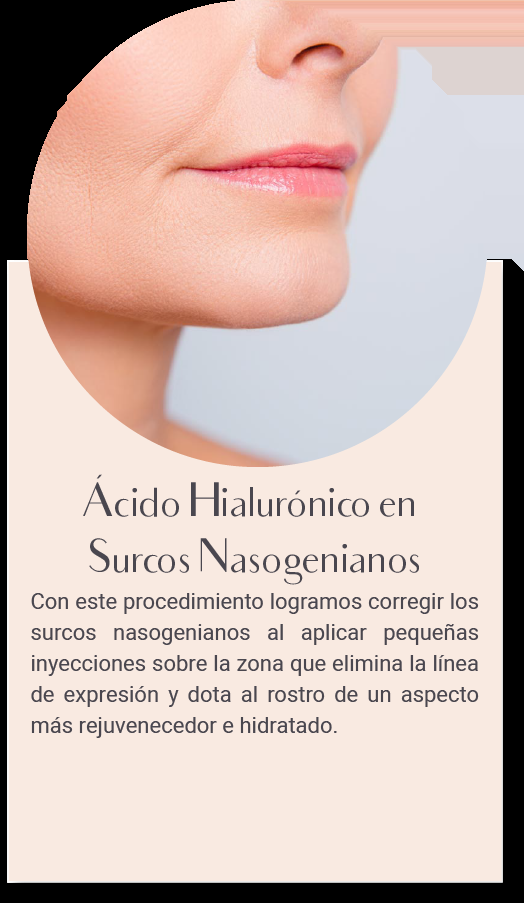 Ácido Hialurónico en
Surcos Nasogenianos
Con este procedimiento logramos corregir los
surcos nasogenianos al aplicar pequeñas
inyecciones sobre la zona que elimina la línea
de expresión y dota al rostro de un aspecto
más rejuvenecedor e hidratado.